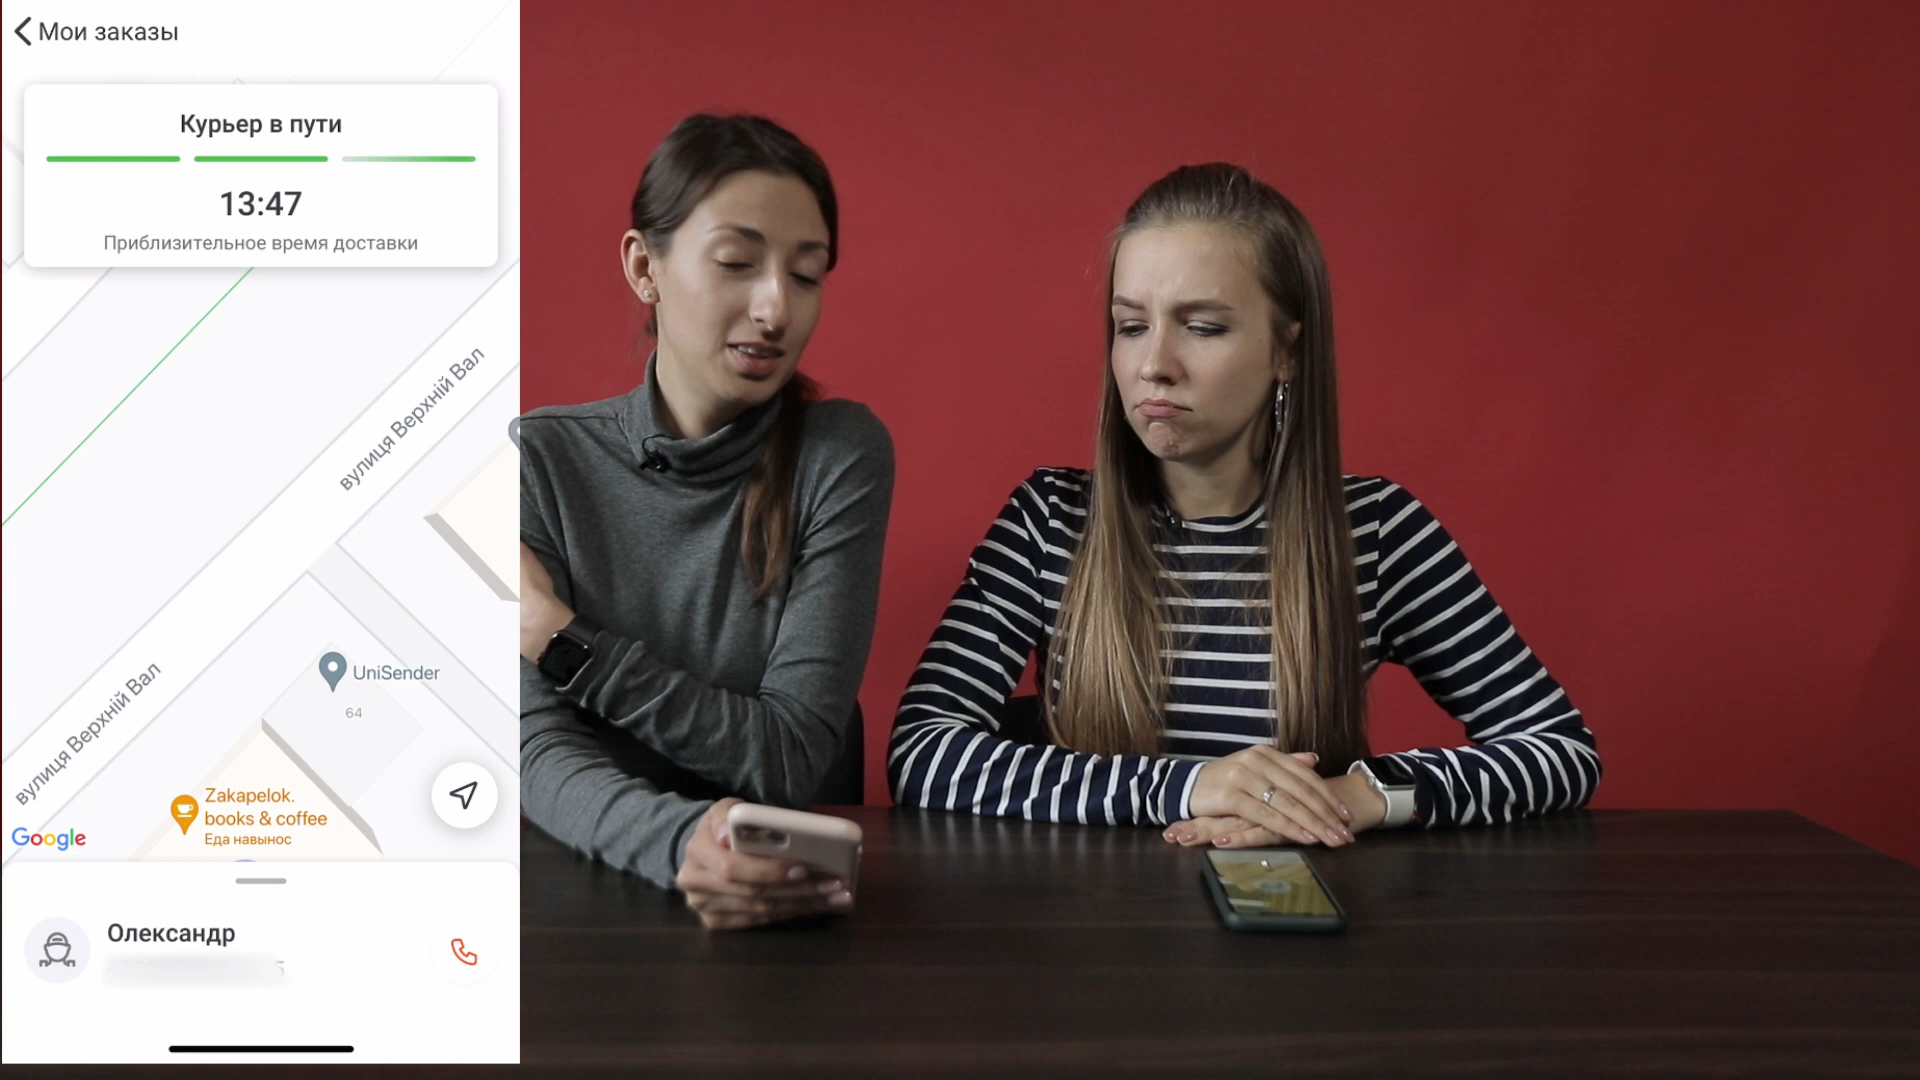 Мои заказы
Курьер в пути
13:47
Приблизительное время доставки
вулиця Верхній Вал
вулиця Верхній Вал
UniSender
64
Zakapelok.
books & coffee
Еда навынос
Google
Олександр